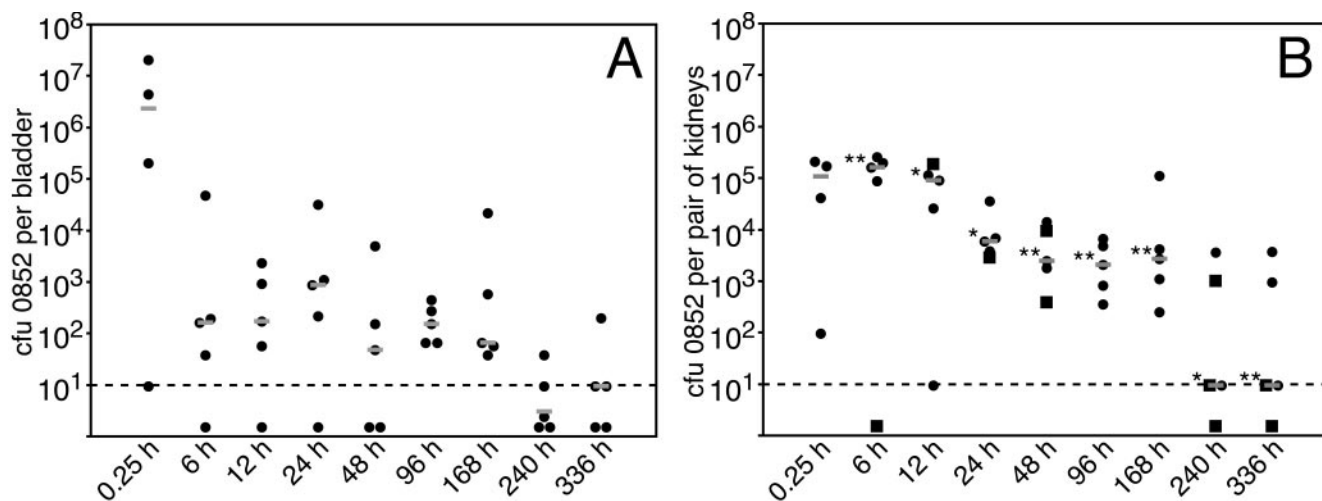 A
cfu 0852 per bladder
10^8
10^7
10^6
10^5
10^4
10^3
10^2
10^1
0.25 h
6 h
12 h
24 h
48 h
96 h
168 h
240 h
336 h
B
cfu 0852 per pair of kidneys
10^8
10^7
10^6
10^5
10^4
10^3
10^2
10^1
**
*
*
**
**
**
*
**
0.25 h
6 h
12 h
24 h
48 h
96 h
168 h
240 h
336 h